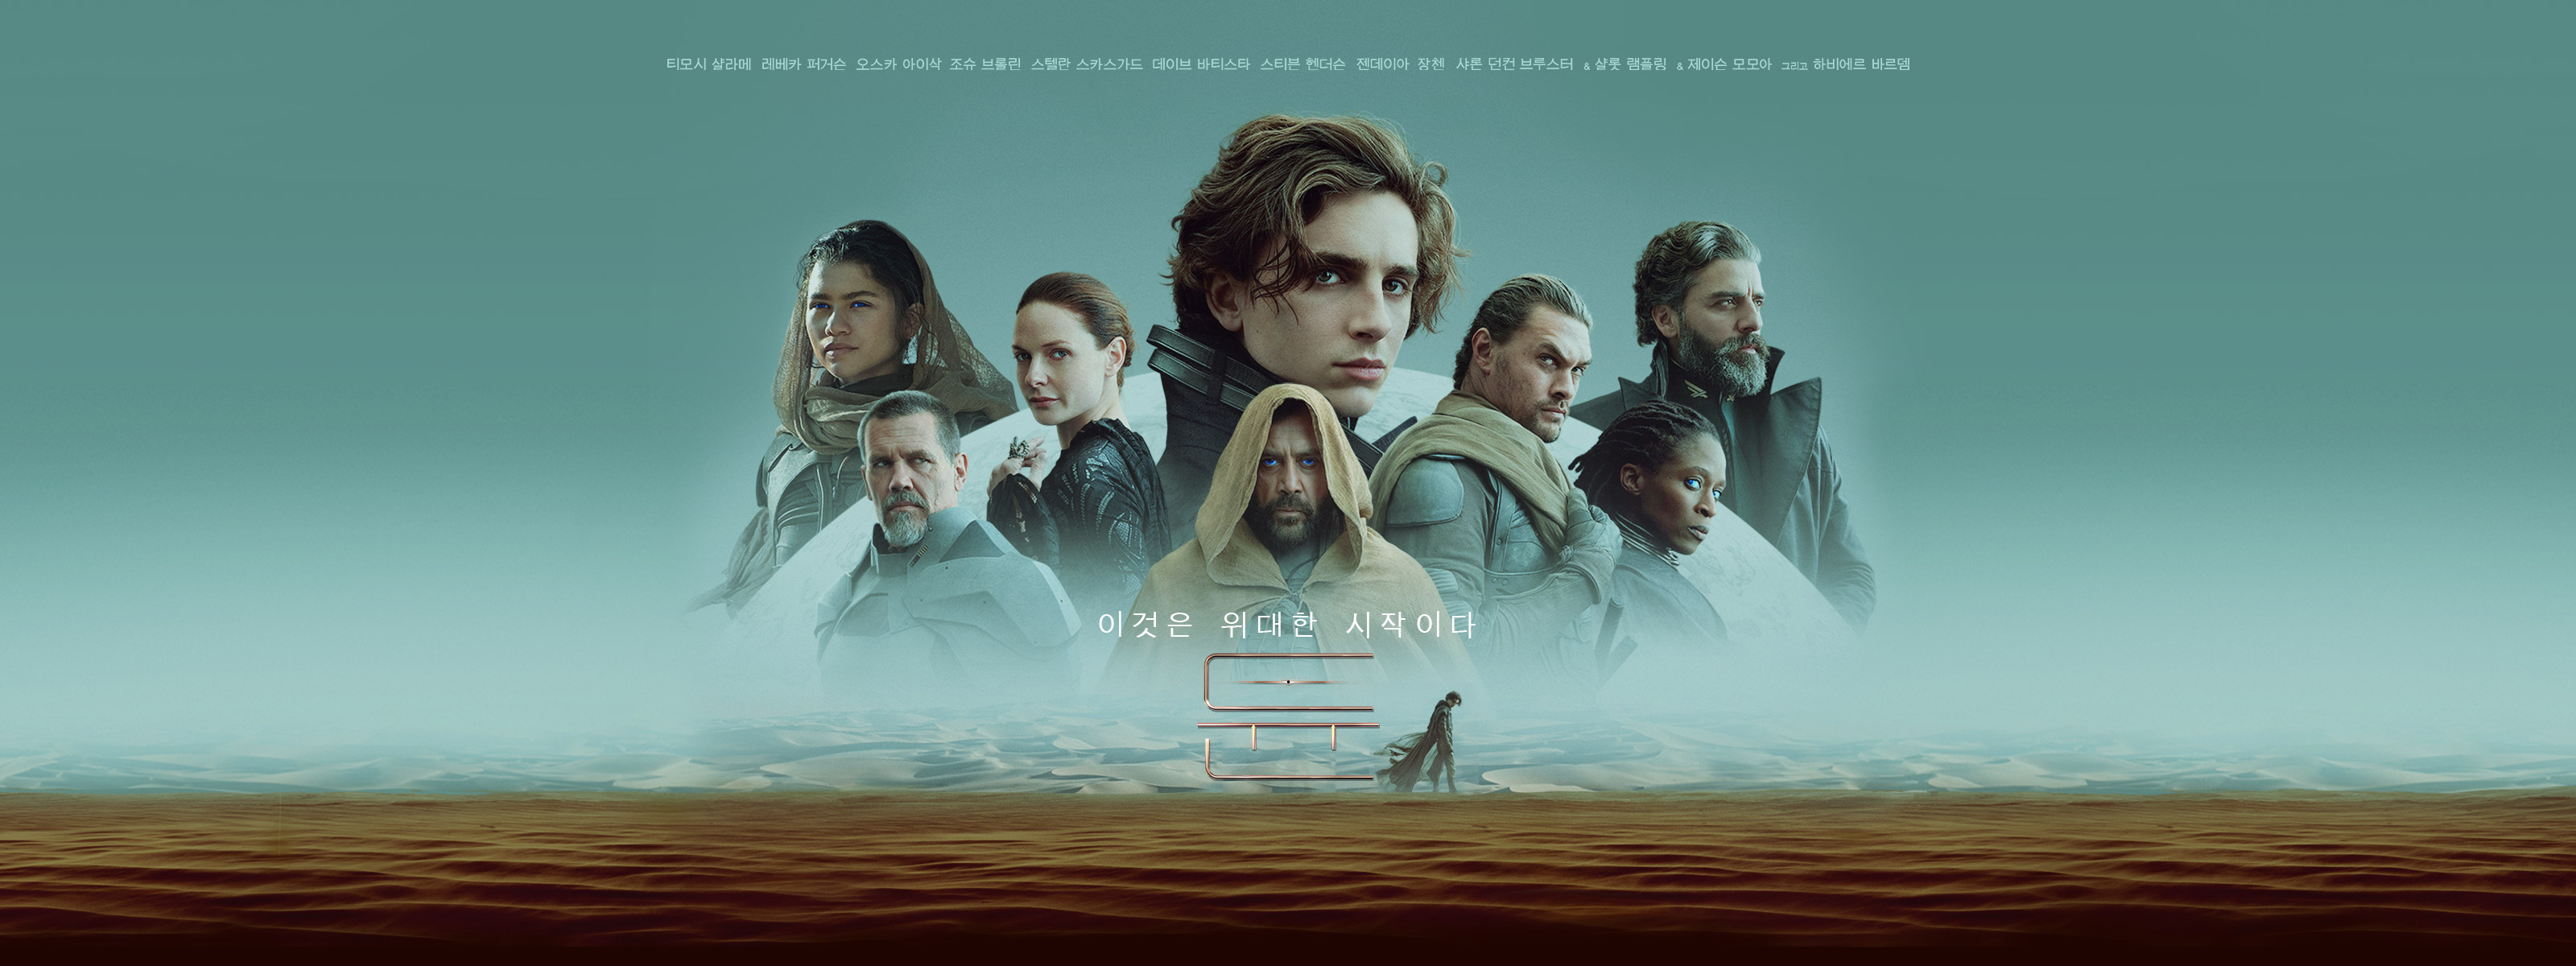 티모시 샬라메 레베카 퍼거슨 오스카 아이삭 조슈 브롤린 스텔란 스카스가드 데이브 바티스타 스티븐 헨더슨 젠데이아 장첸 샤론 던컨 브루스터 & 샬롯 램플링 & 제이슨 모모아 그리고 하비에르 바르뎀
이것은 위대한 시작이다
듄